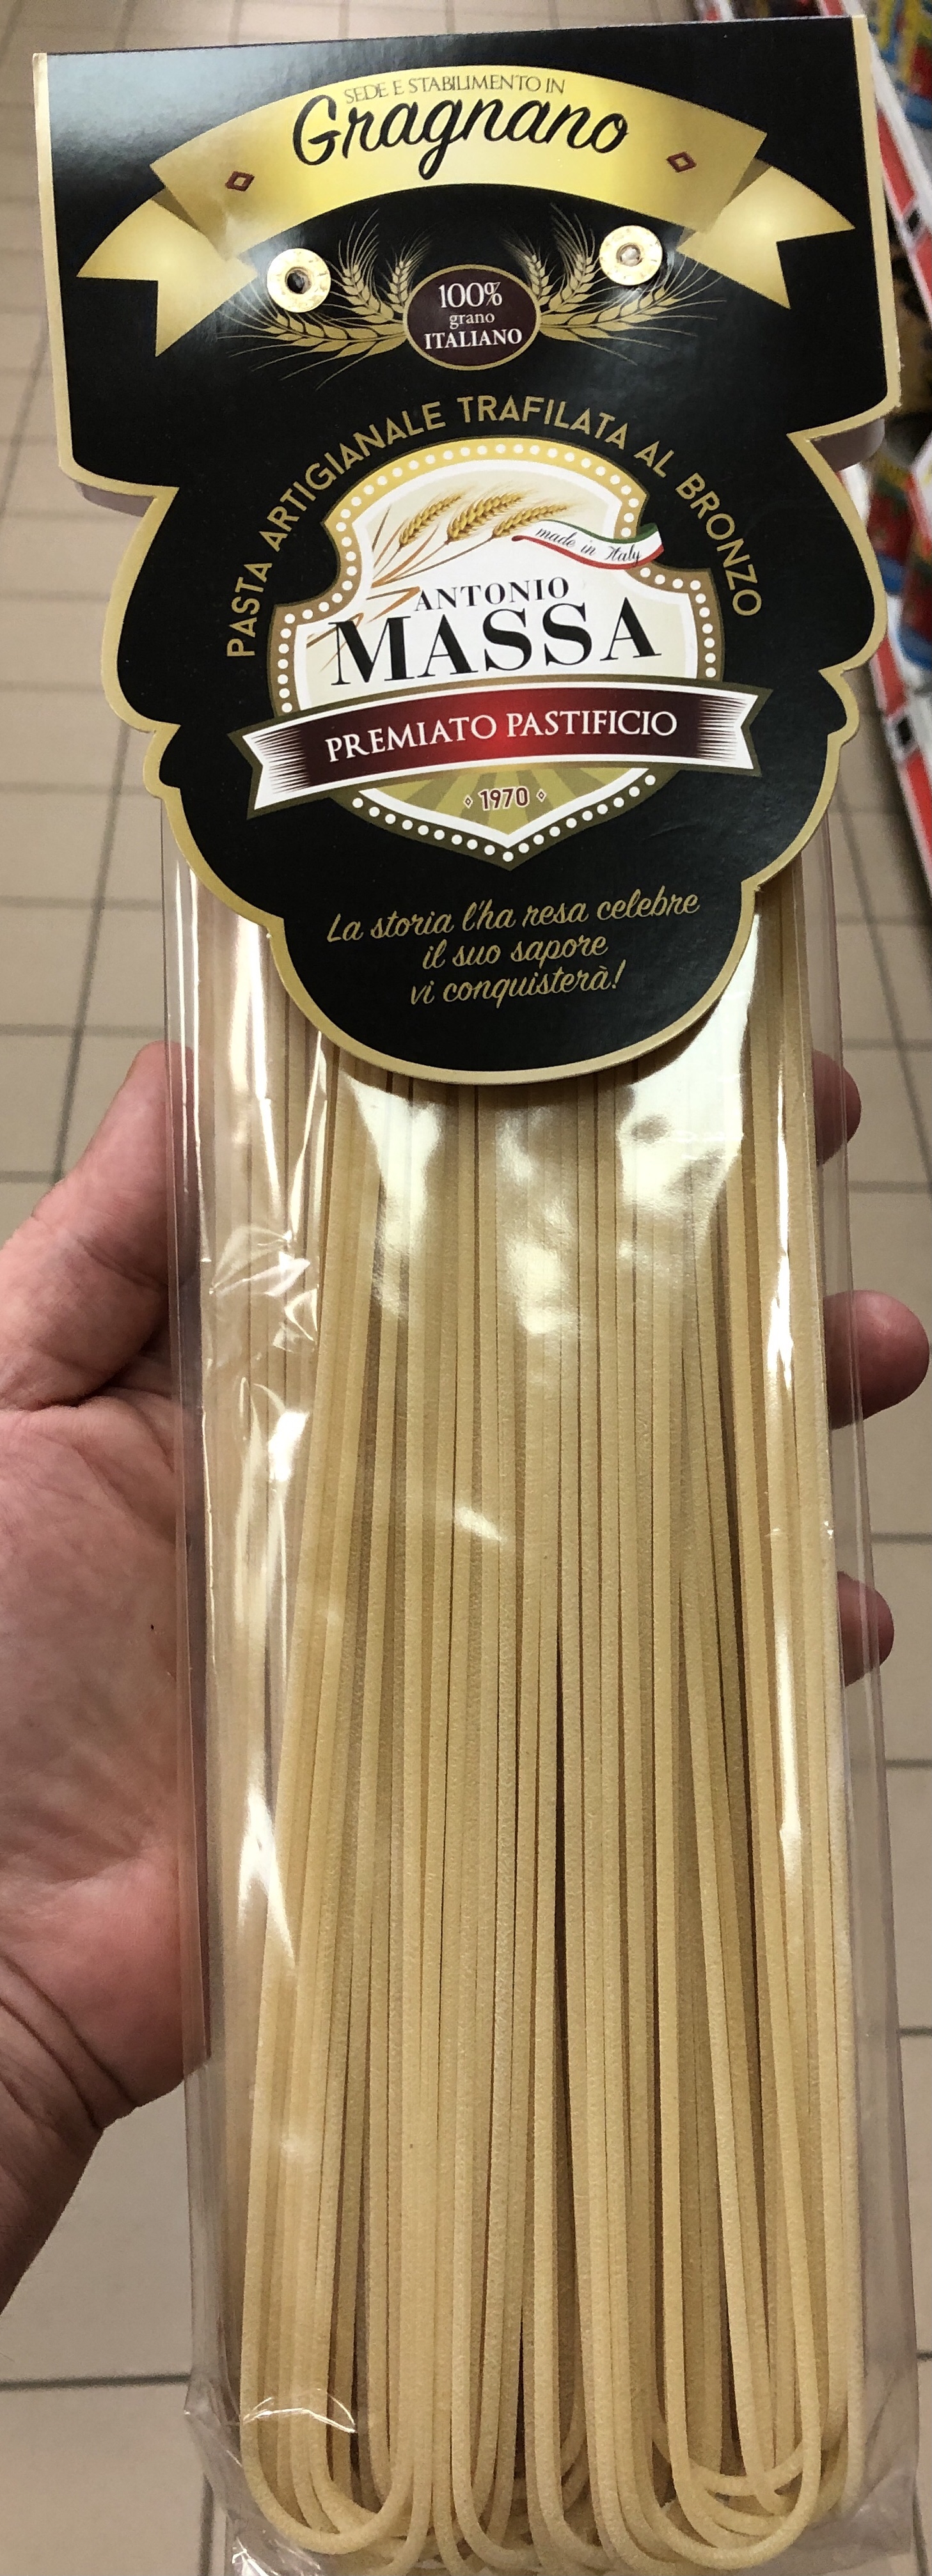 SEDE E STABILIMENTO IN
Gragnano
100%
grano
ITALIANO
PASTA ARTIGIANALE TRAFILATA AL BRONZO
made in Italy
ANTONIO
MASSA
PREMIATO PASTIFICIO
1970
La storia l'ha resa celebre
il suo sapore
vi conquisterà!